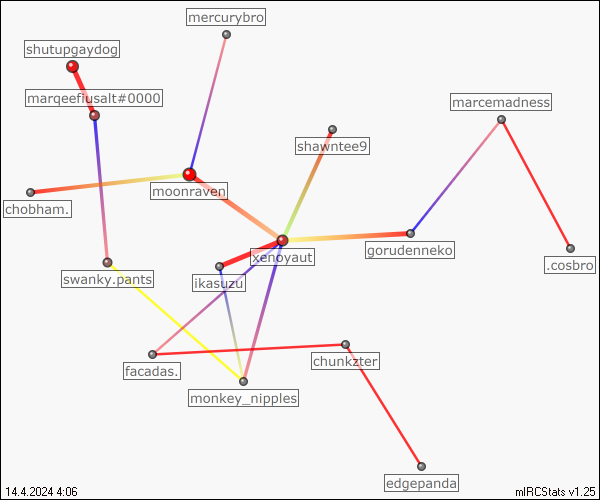 mercurybro
shutupgaydog
marqeefiusalt#0000
marcemadness
shawntee9
moonraven
chobham.
gorudenneko
xenoyaut
.cosbro
swanky.pants
ikasuzu
facadas.
chunkzter
monkey_nipples
edgepanda
14.4.2024 4:06
mIRCStats v1.25